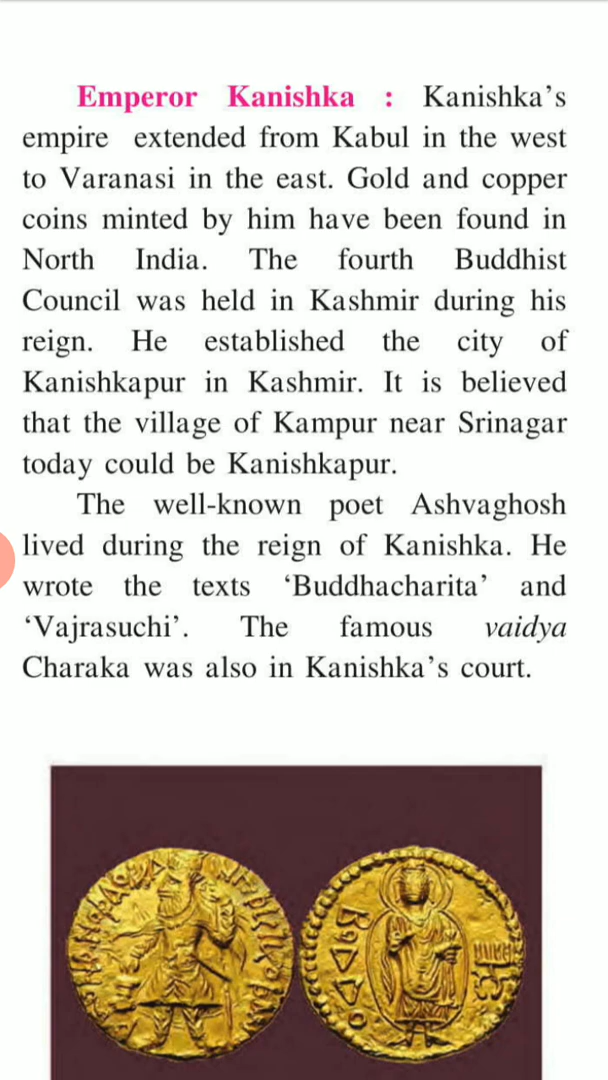 Emperor Kanishka : Kanishka’s
empire extended from Kabul in the west
to Varanasi in the east. Gold and copper
coins minted by him have been found in
North India. The fourth Buddhist
Council was held in Kashmir during his
reign. He established the city of
Kanishkapur in Kashmir. It is believed
that the village of Kampur near Srinagar
today could be Kanishkapur.
The well-known poet Ashvaghosh
lived during the reign of Kanishka. He
wrote the texts ‘Buddhacharita’ and
‘Vajrasuchi’. The famous vaidya
Charaka was also in Kanishka’s court.
ΒΟΔΔΟ